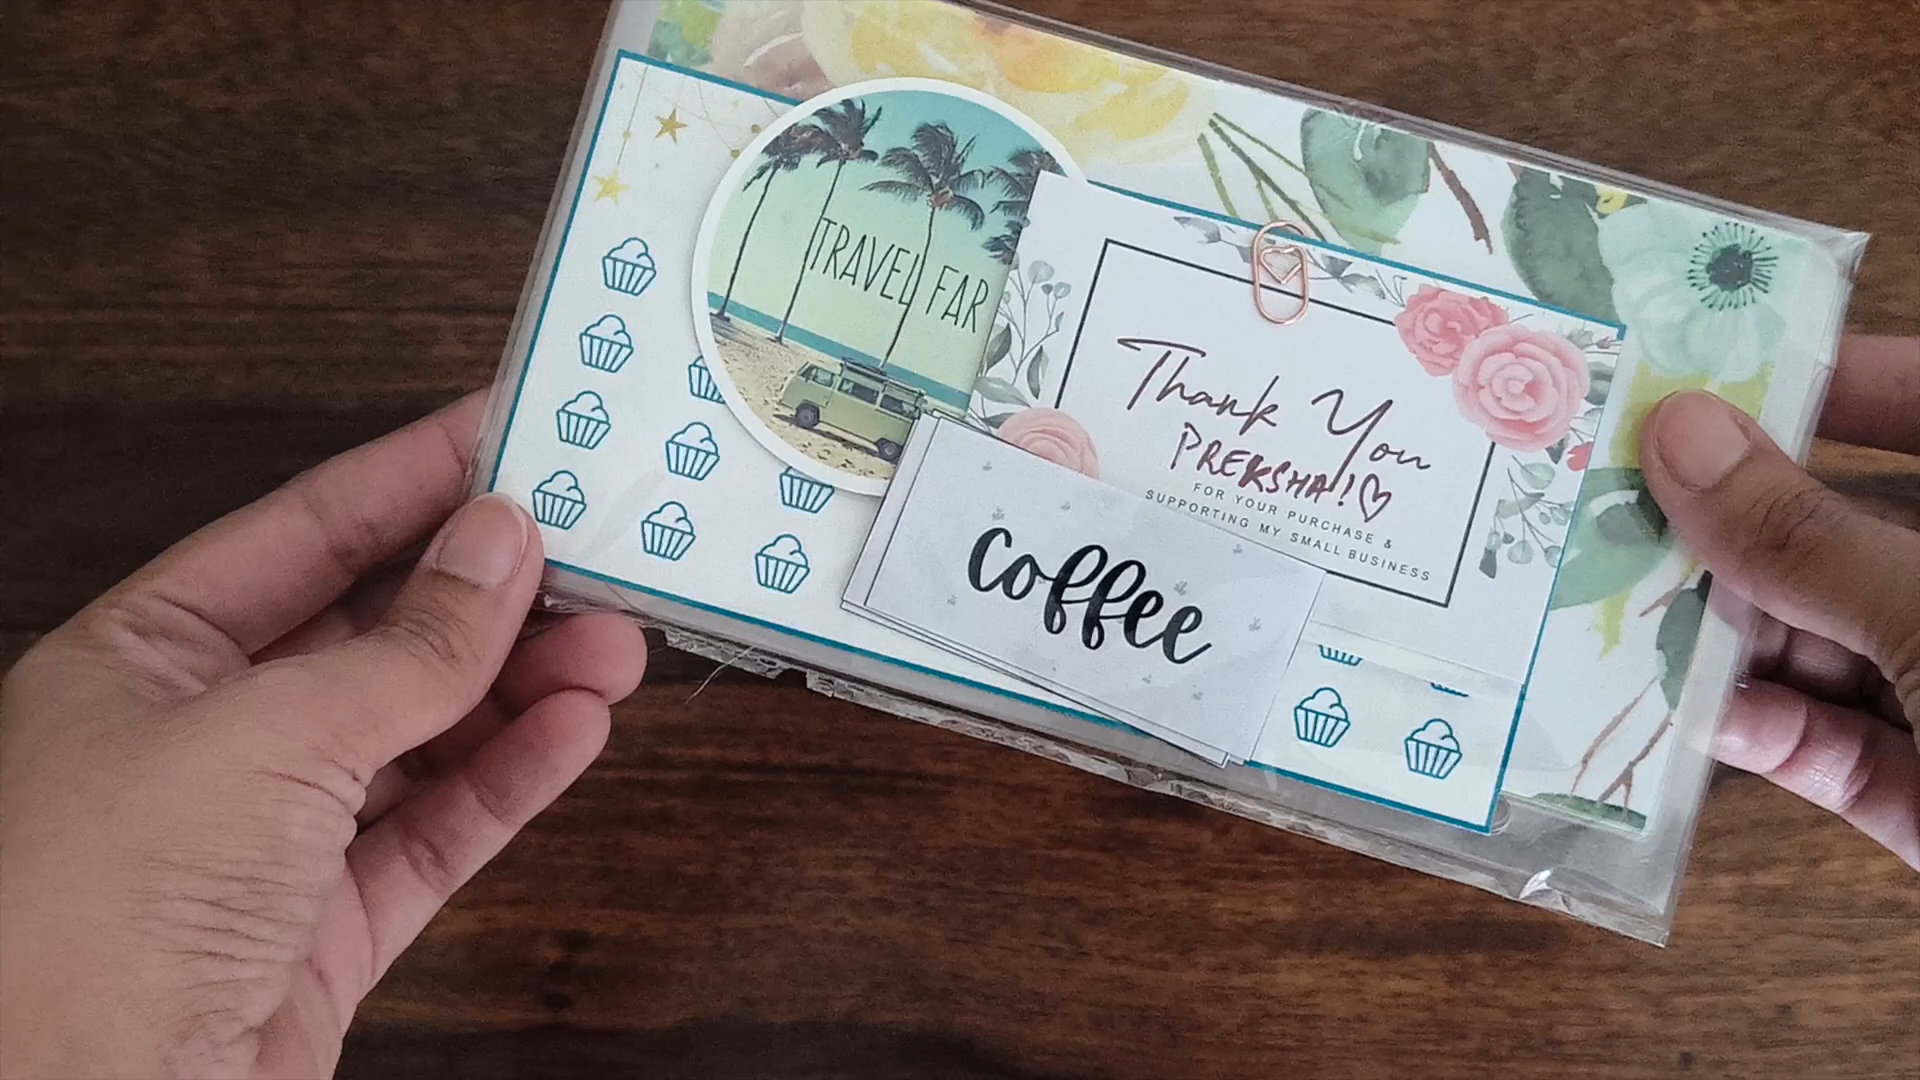 TRAVEL FAR
Thank You
PREKSHA! ♡
FOR YOUR PURCHASE &
SUPPORTING MY SMALL BUSINESS
coffee